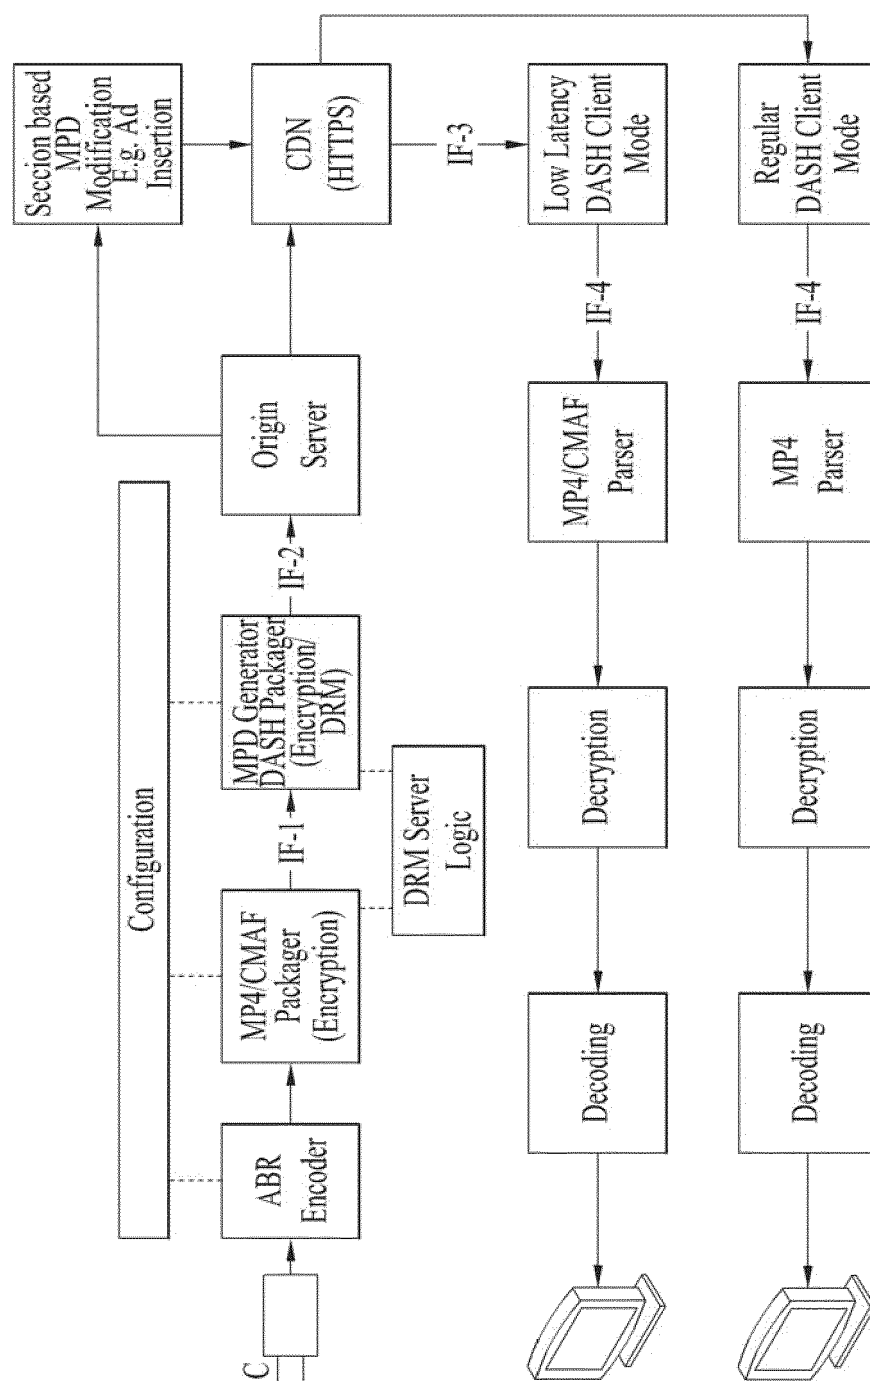 C
ABR
Encoder
MP4/CMAF
Packager
(Encryption)
IF-1
MPD Generator
DASH Packager
(Encryption/
DRM)
IF-2
Origin
Server
Configuration
DRM Server
Logic
Seccion based
MPD
Modification
E.g. Ad
Insertion
CDN
(HTTPS)
IF-3
Low Latency
DASH Client
Mode
IF-4
MP4/CMAF
Parser
Decryption
Decoding
Regular
DASH Client
Mode
IF-4
MP4
Parser
Decryption
Decoding